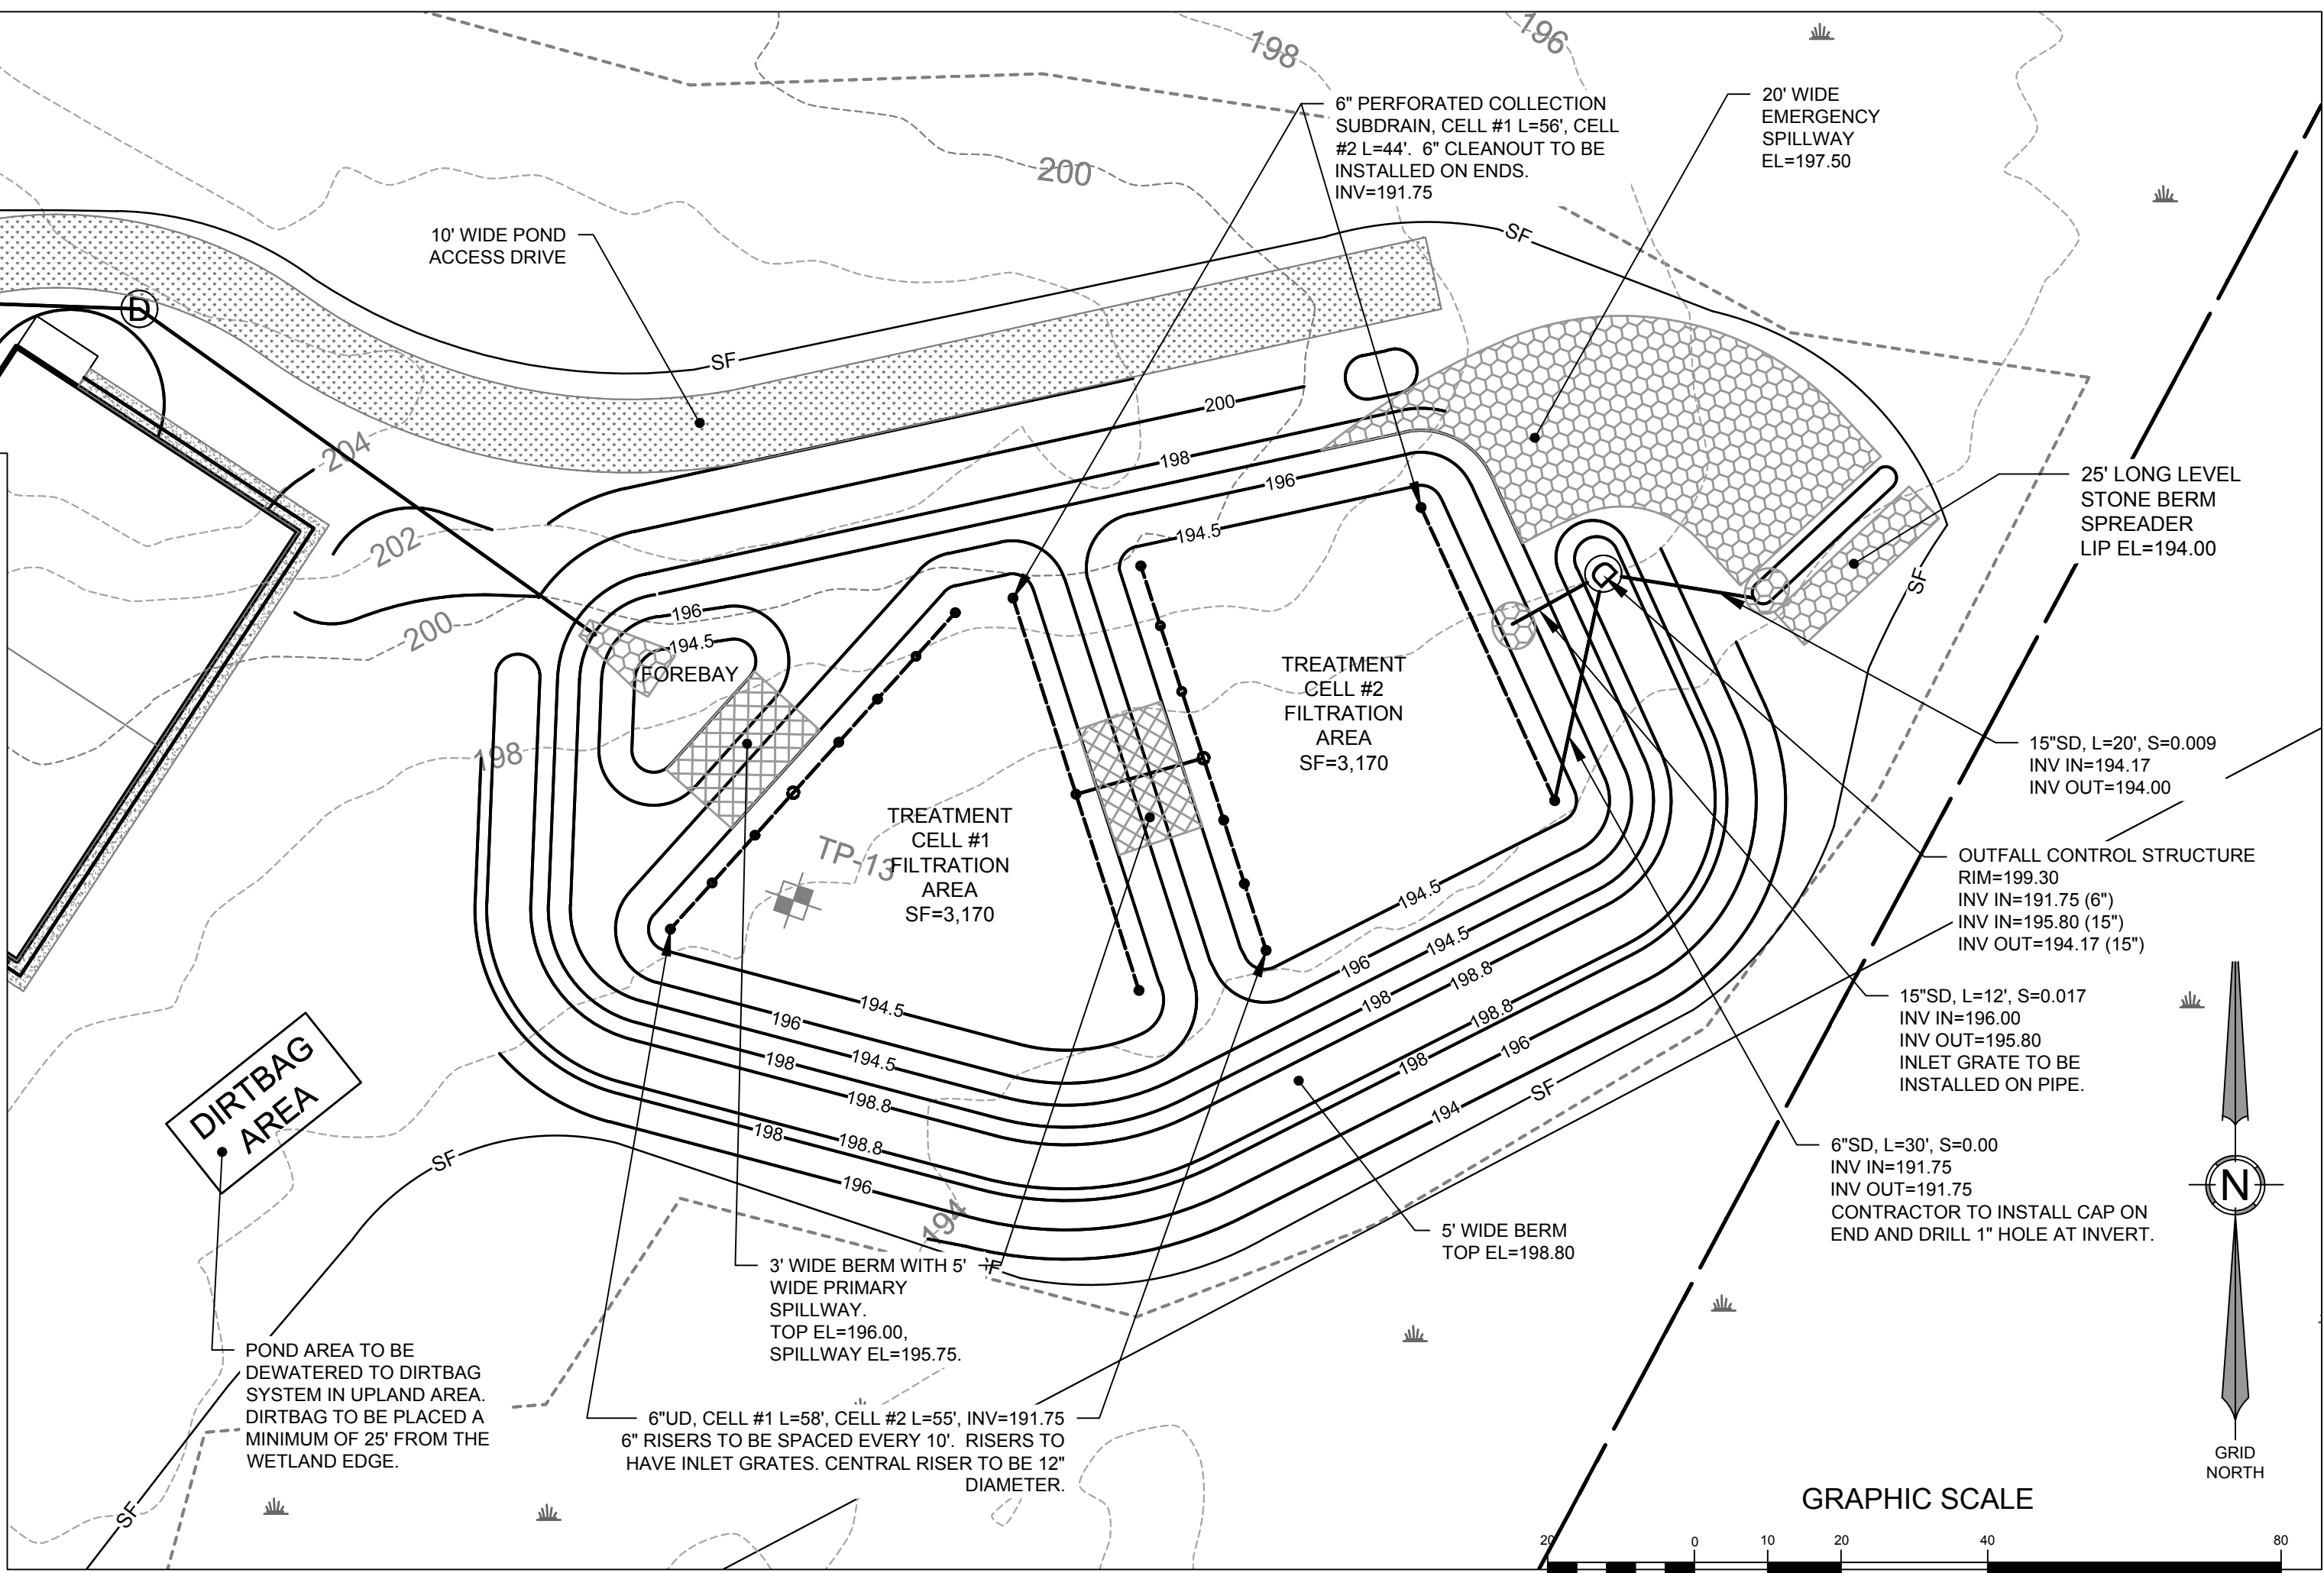 196
198
6" PERFORATED COLLECTION
SUBDRAIN, CELL #1 L=56', CELL
#2 L=44'.  6" CLEANOUT TO BE
INSTALLED ON ENDS.
INV=191.75
20' WIDE
EMERGENCY
SPILLWAY
EL=197.50
200
10' WIDE POND
ACCESS DRIVE
SF
D
SF
200
204
198
196
25' LONG LEVEL
STONE BERM
SPREADER
LIP EL=194.00
194.5
202
SF
196
194.5
FOREBAY
200
198
TREATMENT
CELL #2
FILTRATION
AREA
SF=3,170
15"SD, L=20', S=0.009
INV IN=194.17
INV OUT=194.00
TREATMENT
CELL #1
FILTRATION
AREA
SF=3,170
TP-13
OUTFALL CONTROL STRUCTURE
RIM=199.30
INV IN=191.75 (6")
INV IN=195.80 (15")
INV OUT=194.17 (15")
194.5
194.5
196
198.8
198
198.8
194.5
196
194.5
198
198.8
198
196
15"SD, L=12', S=0.017
INV IN=196.00
INV OUT=195.80
INLET GRATE TO BE
INSTALLED ON PIPE.
DIRTBAG
AREA
SF
194
198
198.8
196
SF
6"SD, L=30', S=0.00
INV IN=191.75
INV OUT=191.75
CONTRACTOR TO INSTALL CAP ON
END AND DRILL 1" HOLE AT INVERT.
N
194
5' WIDE BERM
TOP EL=198.80
3' WIDE BERM WITH 5'
WIDE PRIMARY
SPILLWAY.
TOP EL=196.00,
SPILLWAY EL=195.75.
POND AREA TO BE
DEWATERED TO DIRTBAG
SYSTEM IN UPLAND AREA.
DIRTBAG TO BE PLACED A
MINIMUM OF 25' FROM THE
WETLAND EDGE.
6"UD, CELL #1 L=58', CELL #2 L=55', INV=191.75
6" RISERS TO BE SPACED EVERY 10'.  RISERS TO
HAVE INLET GRATES. CENTRAL RISER TO BE 12"
DIAMETER.
GRID
NORTH
SF
GRAPHIC SCALE
20 0 10 20 40 80